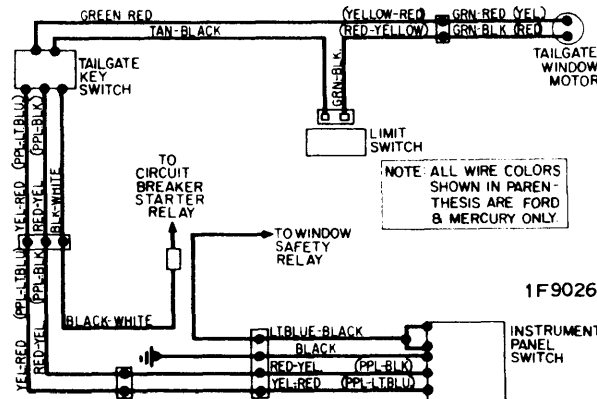 GREEN RED
(YELLOW-RED)
GRN-RED (YEL)
TAN-BLACK
(RED-YELLOW)
GRN-BLK (RED)
TAILGATE
WINDOW
MOTOR
TAILGATE
KEY
SWITCH
GRN-BLK
LIMIT
SWITCH
YEL-RED (PPL-LT.BLU)
RED-YEL (PPL-BLK)
BLK-WHITE
TO
CIRCUIT
BREAKER
STARTER
RELAY
NOTE: ALL WIRE COLORS
SHOWN IN PAREN-
THESIS ARE FORD
& MERCURY ONLY.
TO WINDOW
SAFETY
RELAY
1F9026
YEL-RED (PPL-LT.BLU)
RED-YEL (PPL-BLK)
BLACK-WHITE
LT.BLUE-BLACK
BLACK
RED-YEL (PPL-BLK)
YEL-RED (PPL-LT.BLU)
INSTRUMENT
PANEL
SWITCH